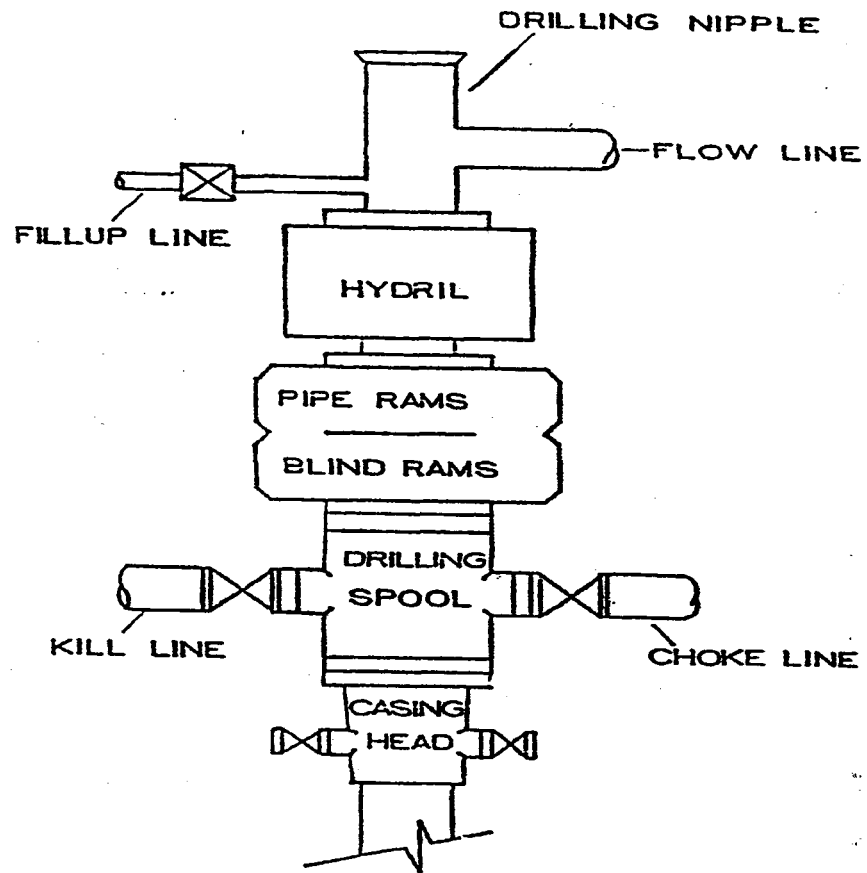 DRILLING NIPPLE
FLOW LINE
FILLUP LINE
HYDRIL
PIPE RAMS
BLIND RAMS
DRILLING
SPOOL
KILL LINE
CHOKE LINE
CASING
HEAD